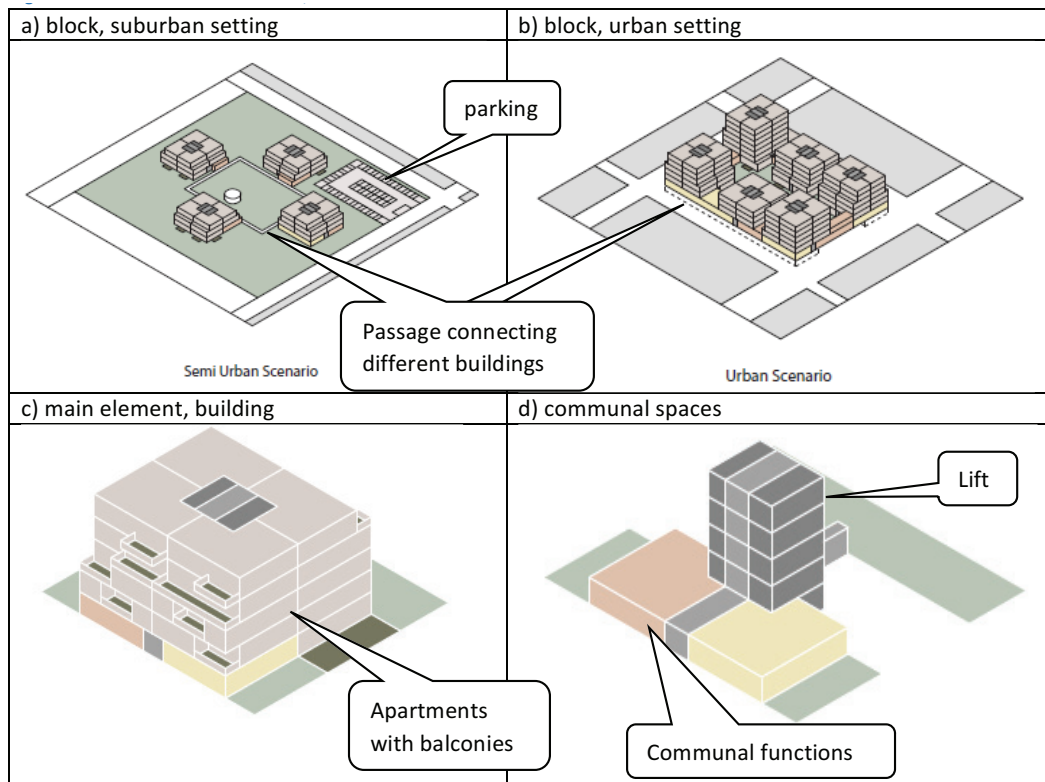 a) block, suburban setting
b) block, urban setting
parking
Passage connecting
different buildings
Semi Urban Scenario
Urban Scenario
c) main element, building
d) communal spaces
Lift
Apartments
with balconies
Communal functions